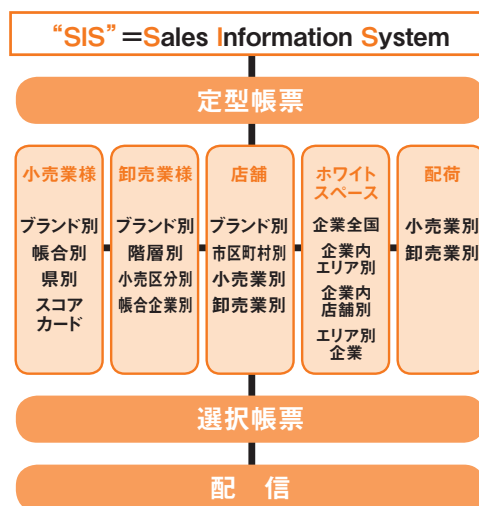 “SIS”＝Sales Information System
定型帳票
小売業様
ブランド別
帳合別
県別
スコア
カード
卸売業様
ブランド別
階層別
小売区分別
帳合企業別
店舗
ブランド別
市区町村別
小売業別
卸売業別
ホワイト
スペース
企業全国
企業内
エリア別
企業内
店舗別
エリア別
企業
配荷
小売業別
卸売業別
選択帳票
配　信